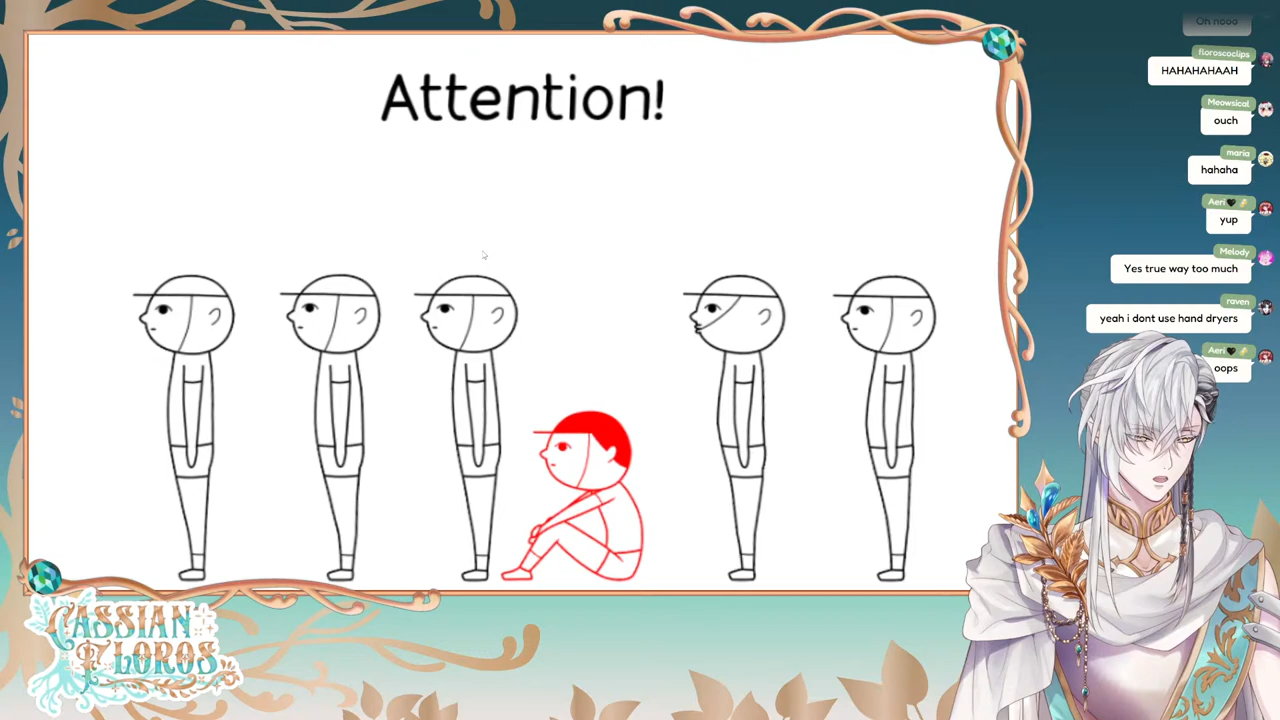 Attention!
Oh nooo
floroscoclips
HAHAHAHAAH
Meowsical
ouch
maria
hahaha
Aeri
yup
Melody
Yes true way too much
raven
yeah i dont use hand dryers
Aeri
oops
CASSIAN
FLOROS